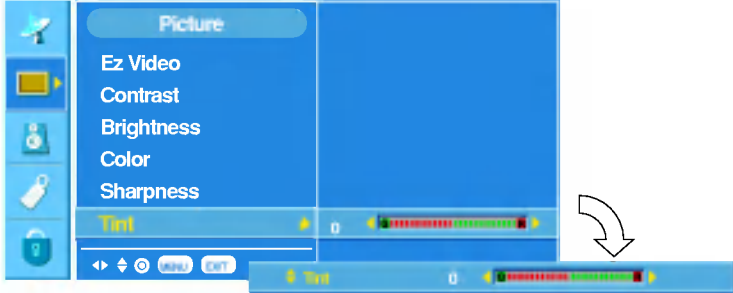 Picture
Ez Video
Contrast
Brightness
Color
Sharpness
Tint 0
MENU EXIT
Tint 0